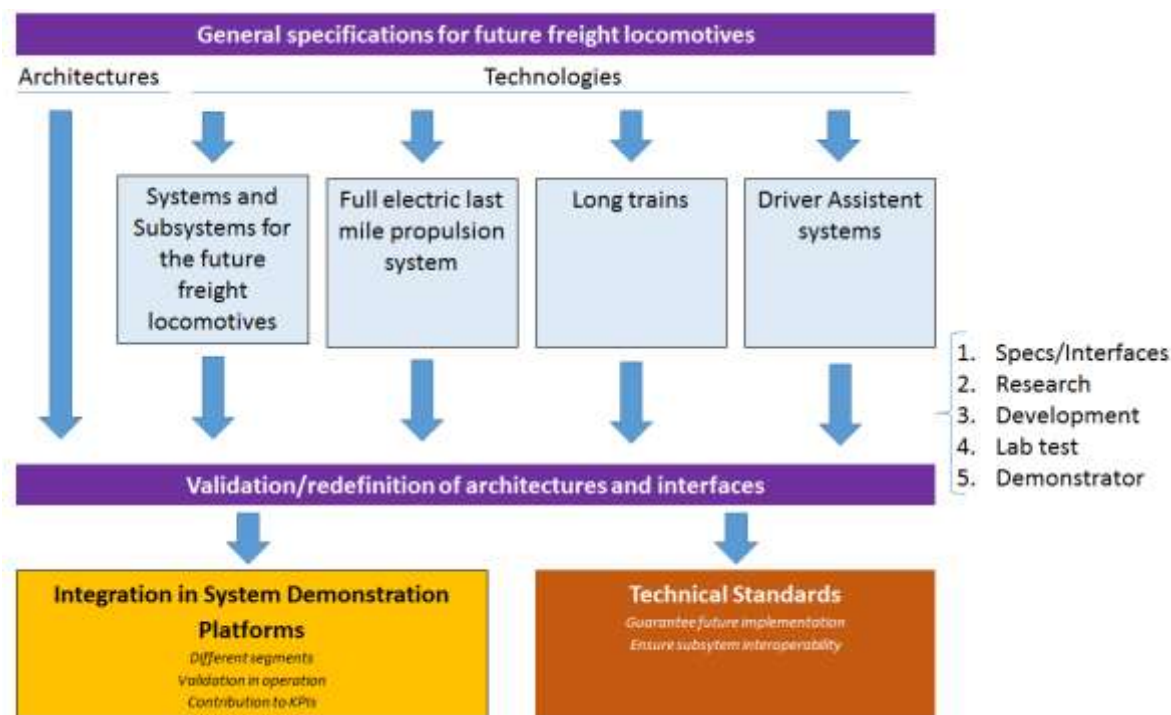 General specifications for future freight locomotives
Architectures
Technologies
Systems and
Subsystems for
the future
freight
locomotives
Full electric last
mile propulsion
system
Long trains
Driver Assistent
systems
1. Specs/Interfaces
2. Research
3. Development
4. Lab test
5. Demonstrator
Validation/redefinition of architectures and interfaces
Integration in System Demonstration
Platforms
Different segments
Validation in operation
Contribution to KPIs
Technical Standards
Guarantee future implementation
Ensure subsytem interoperability